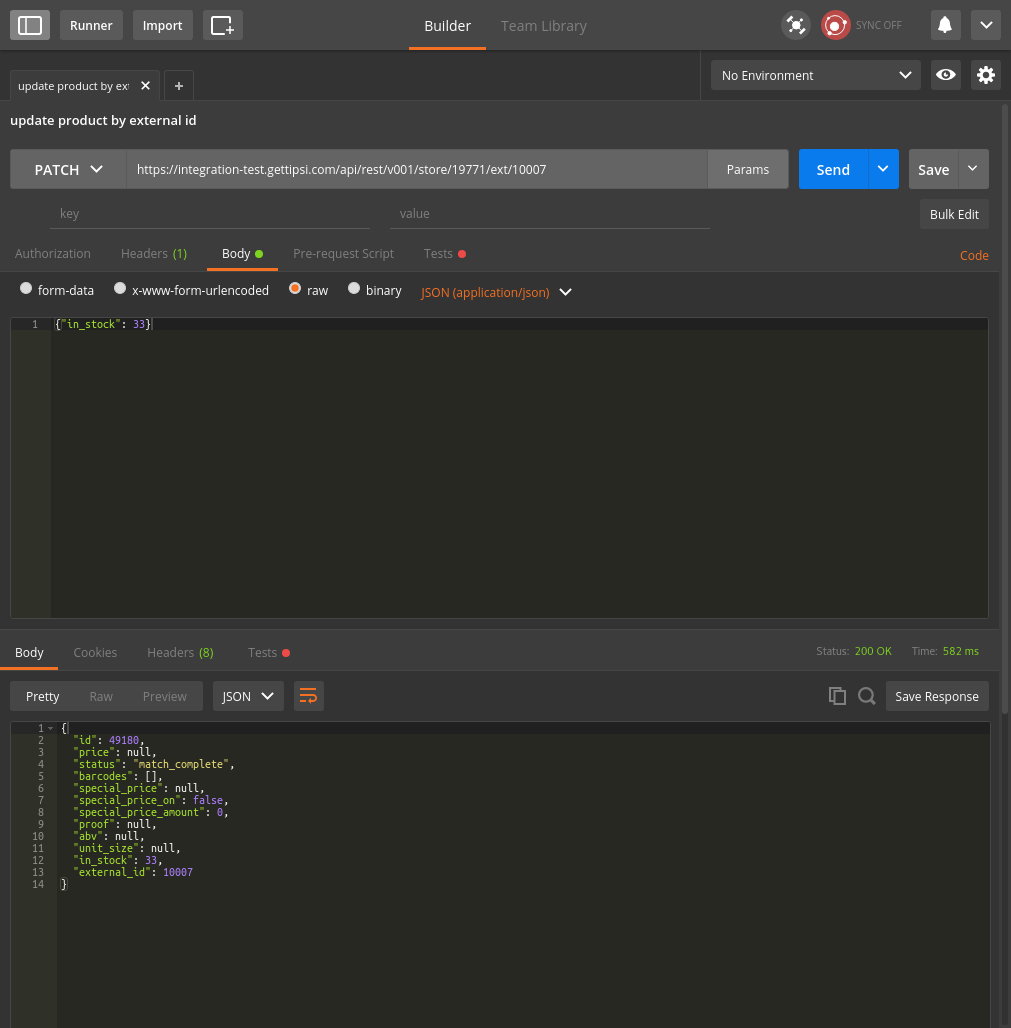 Runner Import Builder Team Library SYNC OFF
update product by ex No Environment
update product by external id
PATCH https://integration-test.gettipsi.com/api/rest/v001/store/19771/ext/10007 Params Send Save
key value Bulk Edit
Authorization Headers (1) Body Pre-request Script Tests Code
form-data x-www-form-urlencoded raw binary JSON (application/json)
1 {"in_stock": 33}
Body Cookies Headers (8) Tests Status: 200 OK Time: 582 ms
Pretty Raw Preview JSON Save Response
1 {
2 "id": 49180,
3 "price": null,
4 "status": "match_complete",
5 "barcodes": [],
6 "special_price": null,
7 "special_price_on": false,
8 "special_price_amount": 0,
9 "proof": null,
10 "abv": null,
11 "unit_size": null,
12 "in_stock": 33,
13 "external_id": 10007
14 }